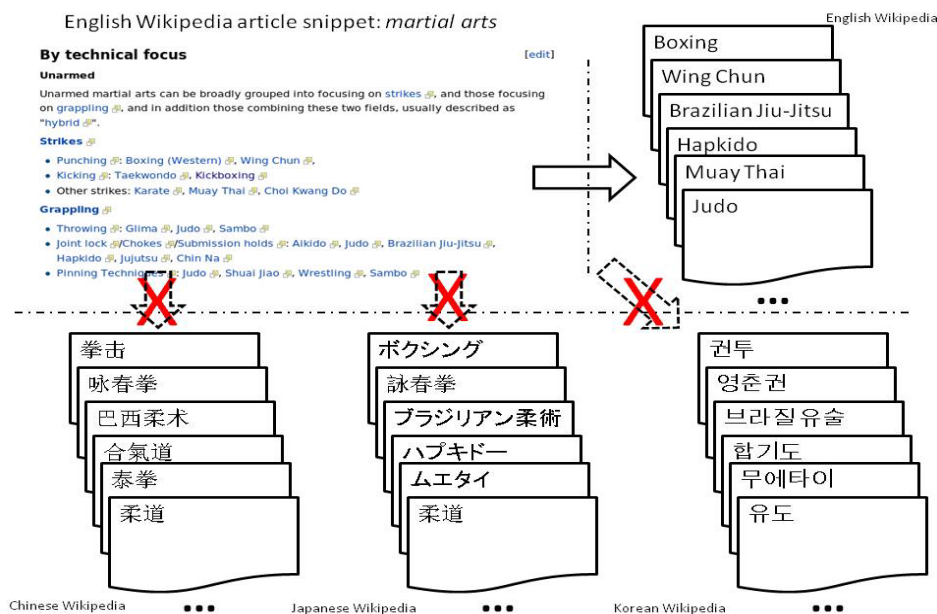 English Wikipedia article snippet: martial arts
By technical focus
[edit]
Unarmed
Unarmed martial arts can be broadly grouped into focusing on strikes, and those focusing
on grappling, and in addition those combining these two fields, usually described as
"hybrid".
Strikes
• Punching: Boxing (Western), Wing Chun,
• Kicking: Taekwondo, Kickboxing
• Other strikes: Karate, Muay Thai, Choi Kwang Do
Grappling
• Throwing: Glima, Judo, Sambo
• Joint lock/Chokes/Submission holds: Aikido, Judo, Brazilian Jiu-Jitsu,
Hapkido, Jujutsu, Chin Na
• Pinning Techniques: Judo, Shuai Jiao, Wrestling, Sambo
English Wikipedia
Boxing
Wing Chun
Brazilian Jiu-Jitsu
Hapkido
Muay Thai
Judo
...
X
X
X
拳击
咏春拳
巴西柔术
合氣道
泰拳
柔道
Chinese Wikipedia
...
ボクシング
詠春拳
ブラジリアン柔術
ハプキドー
ムエタイ
柔道
Japanese Wikipedia
...
권투
영춘권
브라질유술
합기도
무에타이
유도
Korean Wikipedia
...